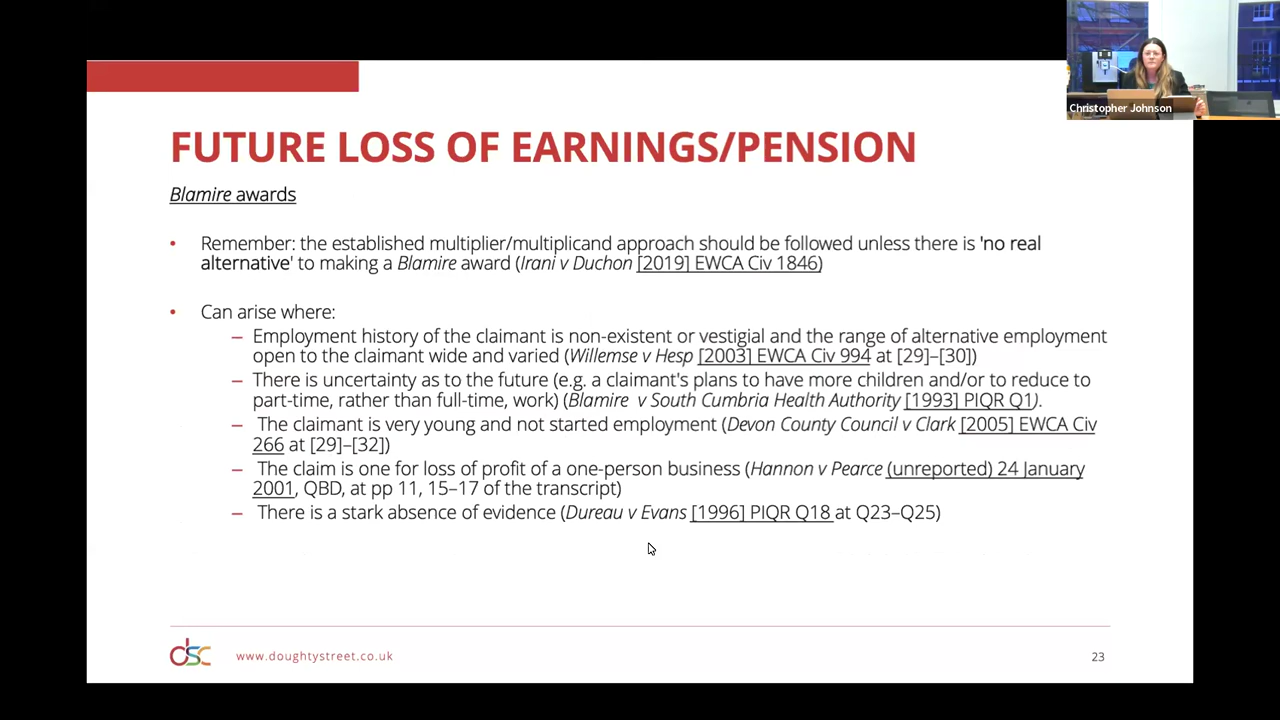 Christopher Johnson
FUTURE LOSS OF EARNINGS/PENSION
Blamire awards
• Remember: the established multiplier/multiplicand approach should be followed unless there is 'no real
alternative' to making a Blamire award (Irani v Duchon [2019] EWCA Civ 1846)
• Can arise where:
– Employment history of the claimant is non-existent or vestigial and the range of alternative employment
open to the claimant wide and varied (Willemse v Hesp [2003] EWCA Civ 994 at [29]–[30])
– There is uncertainty as to the future (e.g. a claimant's plans to have more children and/or to reduce to
part-time, rather than full-time, work) (Blamire v South Cumbria Health Authority [1993] PIQR Q1).
– The claimant is very young and not started employment (Devon County Council v Clark [2005] EWCA Civ
266 at [29]–[32])
– The claim is one for loss of profit of a one-person business (Hannon v Pearce (unreported) 24 January
2001, QBD, at pp 11, 15–17 of the transcript)
– There is a stark absence of evidence (Dureau v Evans [1996] PIQR Q18 at Q23–Q25)
dsc www.doughtystreet.co.uk 23